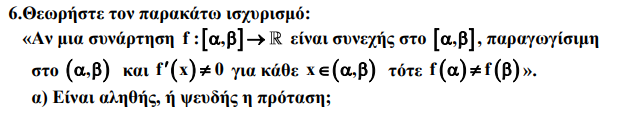 6.Θεωρήστε τον παρακάτω ισχυρισμό:
«Αν μια συνάρτηση f : [α,β] → ℝ είναι συνεχής στο [α,β], παραγωγίσιμη
στο (α,β) και f′(x) ≠ 0 για κάθε x ∈ (α,β) τότε f(α) ≠ f(β)».
α) Είναι αληθής, ή ψευδής η πρόταση;